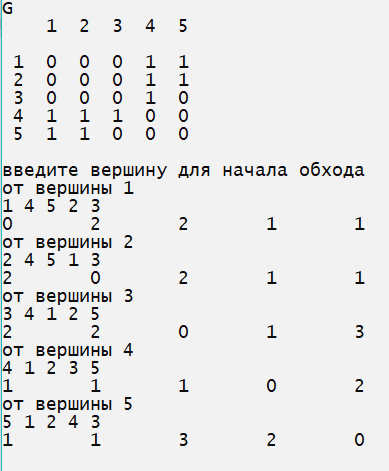 G
1 2 3 4 5
1 0 0 0 1 1
2 0 0 0 1 1
3 0 0 0 1 0
4 1 1 1 0 0
5 1 1 0 0 0
введите вершину для начала обхода
от вершины 1
1 4 5 2 3
0 2 2 1 1
от вершины 2
2 4 5 1 3
2 0 2 1 1
от вершины 3
3 4 1 2 5
2 2 0 1 3
от вершины 4
4 1 2 3 5
1 1 1 0 2
от вершины 5
5 1 2 4 3
1 1 3 2 0